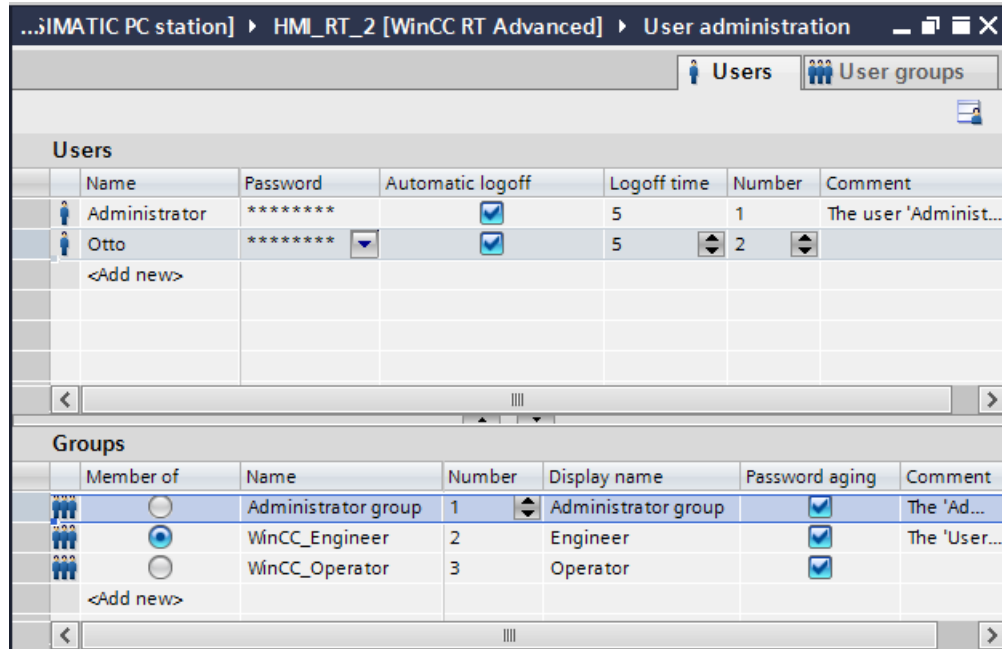 ...SIMATIC PC station] ▸ HMI_RT_2 [WinCC RT Advanced] ▸ User administration
Users User groups
Users
Name Password Automatic logoff Logoff time Number Comment
Administrator ******** 5 1 The user 'Administ...
Otto ******** 5 2
<Add new>
Groups
Member of Name Number Display name Password aging Comment
Administrator group 1 Administrator group The 'Ad...
WinCC_Engineer 2 Engineer The 'User...
WinCC_Operator 3 Operator
<Add new>